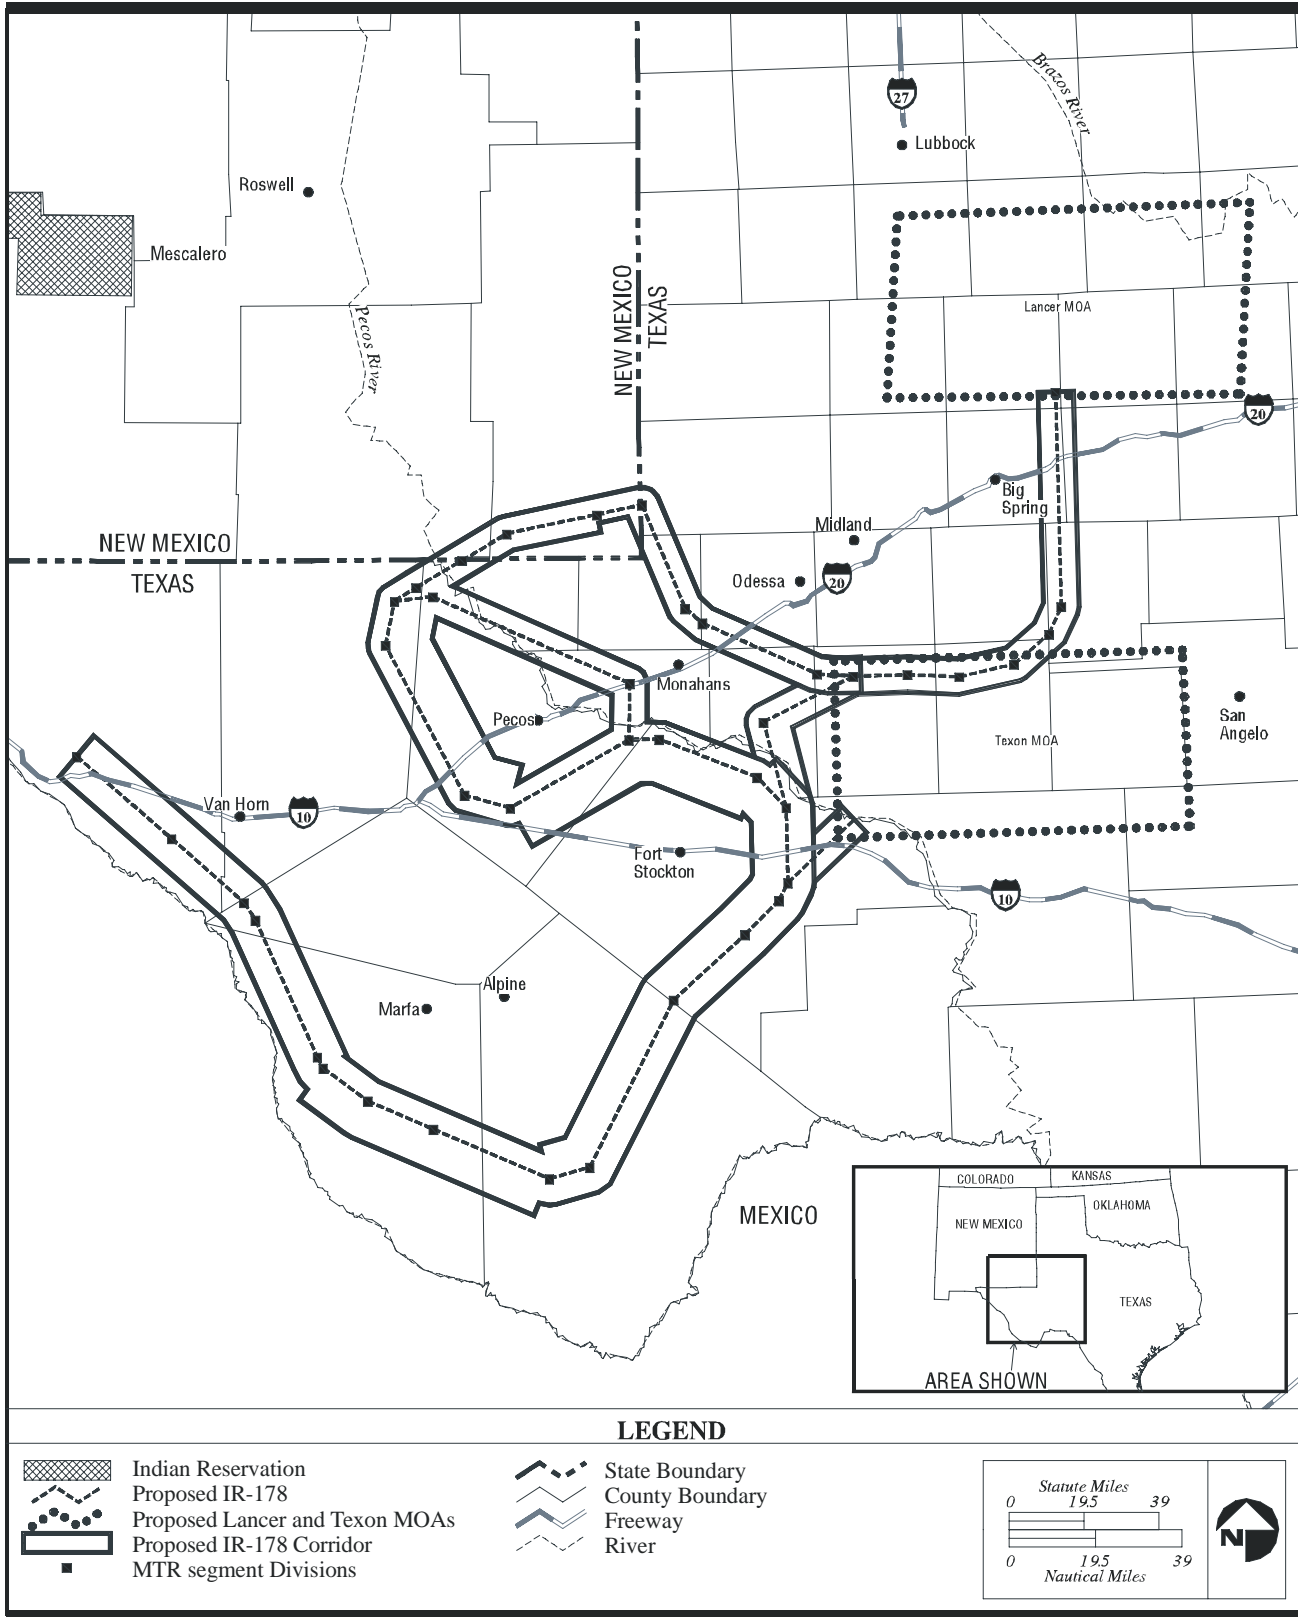 27
Lubbock
Brazos River
Roswell
Mescalero
Pecos River
NEW MEXICO
TEXAS
Lancer MOA
20
Big
Spring
Midland
Odessa
20
NEW MEXICO
TEXAS
Monahans
Pecos
San
Angelo
Texon MOA
Van Horn
10
Fort
Stockton
10
Alpine
Marfa
MEXICO
COLORADO
KANSAS
OKLAHOMA
NEW MEXICO
TEXAS
AREA SHOWN
LEGEND
Indian Reservation
Proposed IR-178
Proposed Lancer and Texon MOAs
Proposed IR-178 Corridor
MTR segment Divisions
State Boundary
County Boundary
Freeway
River
Statute Miles
0 19.5 39
0 19.5 39
Nautical Miles
N